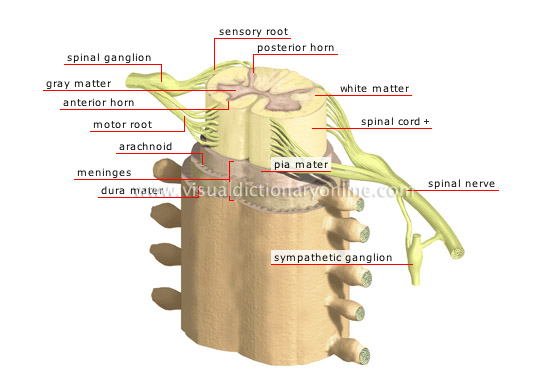 sensory root
posterior horn
spinal ganglion
gray matter
white matter
anterior horn
motor root
spinal cord +
arachnoid
pia mater
meninges
dura mater
www.visualdictionaryonline.com
spinal nerve
sympathetic ganglion